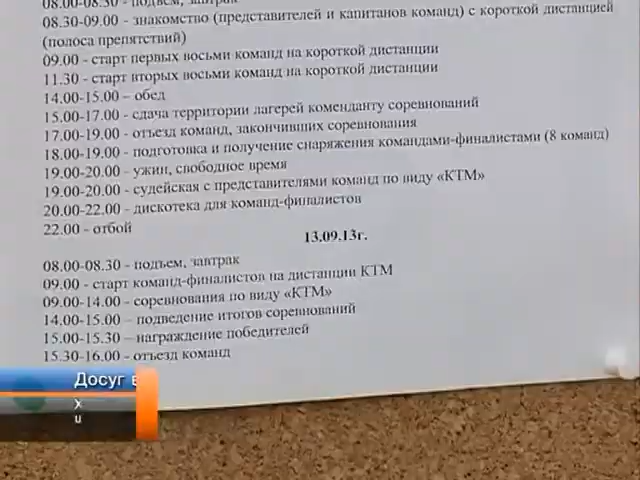 08.00-08.30 - подъем, завтрак
08.30-09.00 - знакомство (представителей и капитанов команд) с короткой дистанцией
(полоса препятствий)
09.00 - старт первых восьми команд на короткой дистанции
11.30 - старт вторых восьми команд на короткой дистанции
14.00-15.00 – обед
15.00-17.00 - сдача территории лагерей коменданту соревнований
17.00-19.00 - отъезд команд, закончивших соревнования
18.00-19.00 - подготовка и получение снаряжения командами-финалистами (8 команд)
19.00-20.00 - ужин, свободное время
19.00-20.00 - судейская с представителями команд по виду «КТМ»
20.00-22.00 - дискотека для команд-финалистов
22.00 - отбой
13.09.13г.
08.00-08.30 - подъем, завтрак
09.00 - старт команд-финалистов на дистанции КТМ
09.00-14.00 - соревнования по виду «КТМ»
14.00-15.00 – подведение итогов соревнований
15.00-15.30 – награждение победителей
15.30-16.00 - отъезд команд
Досуг в